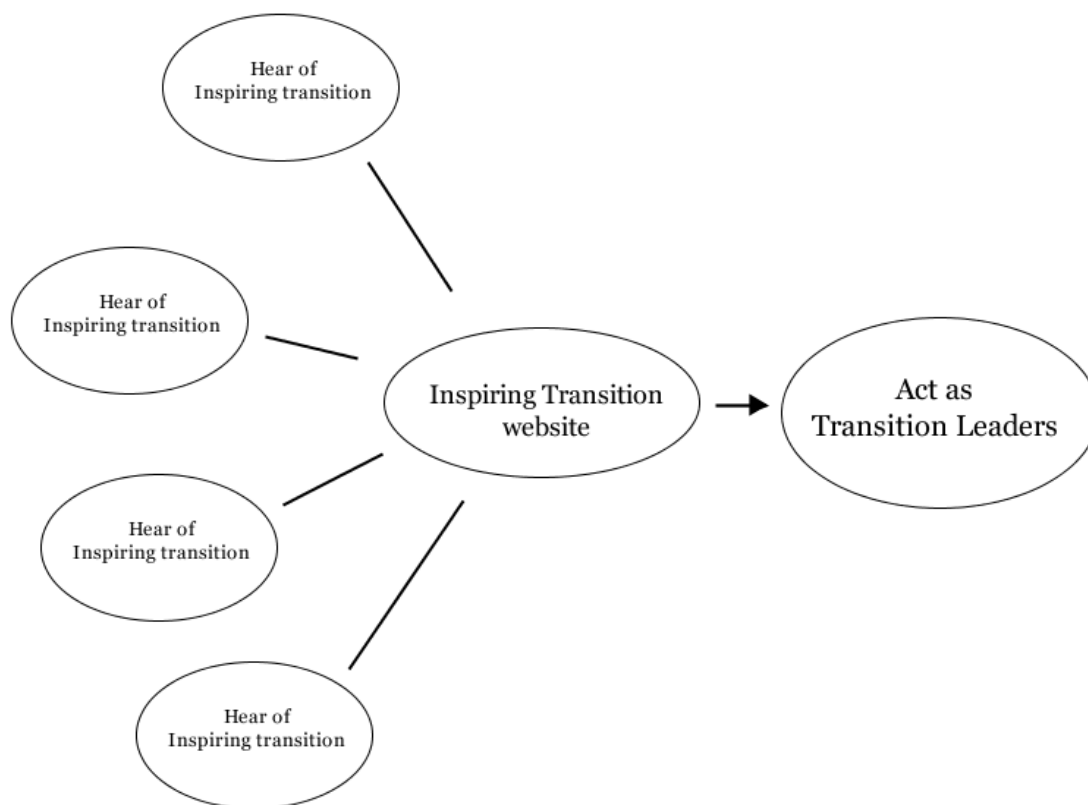 Hear of
Inspiring transition
Hear of
Inspiring transition
Inspiring Transition
website
Act as
Transition Leaders
Hear of
Inspiring transition
Hear of
Inspiring transition